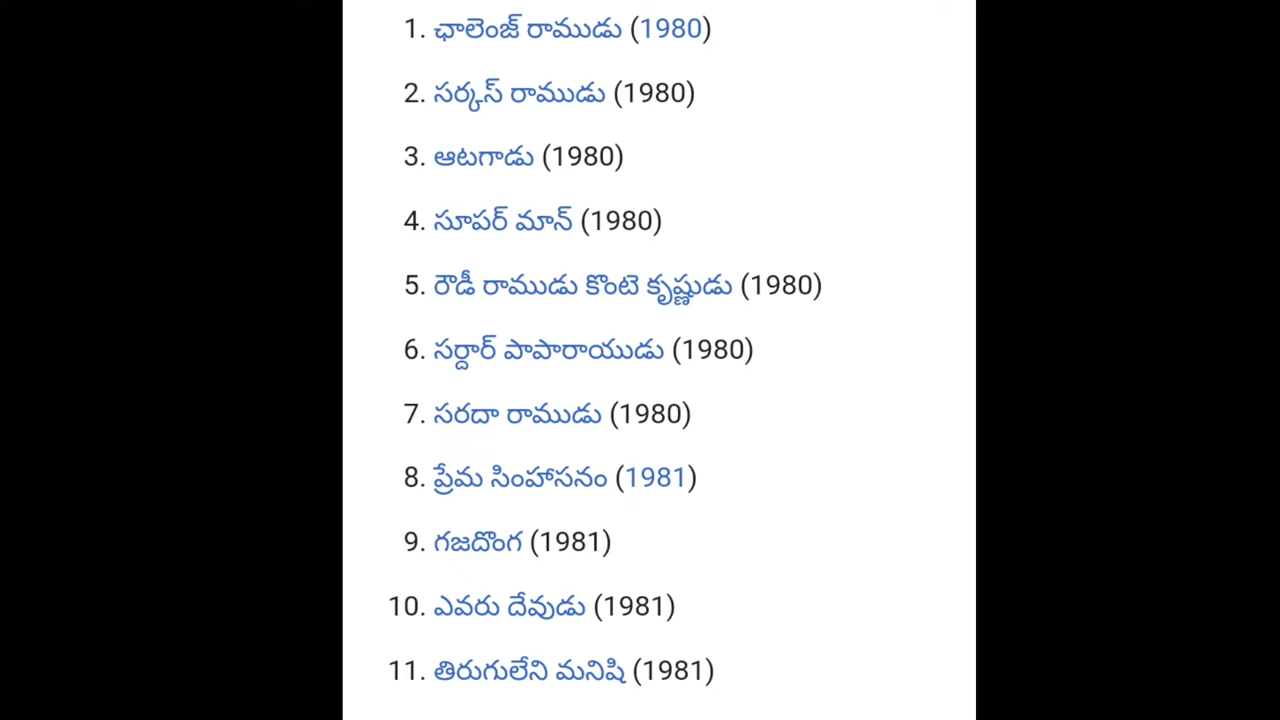 1. ఛాలెంజ్ రాముడు (1980)
2. సర్కస్ రాముడు (1980)
3. ఆటగాడు (1980)
4. సూపర్ మాన్ (1980)
5. రౌడీ రాముడు కొంటె కృష్ణుడు (1980)
6. సర్దార్ పాపారాయుడు (1980)
7. సరదా రాముడు (1980)
8. ప్రేమ సింహాసనం (1981)
9. గజదొంగ (1981)
10. ఎవరు దేవుడు (1981)
11. తిరుగులేని మనిషి (1981)